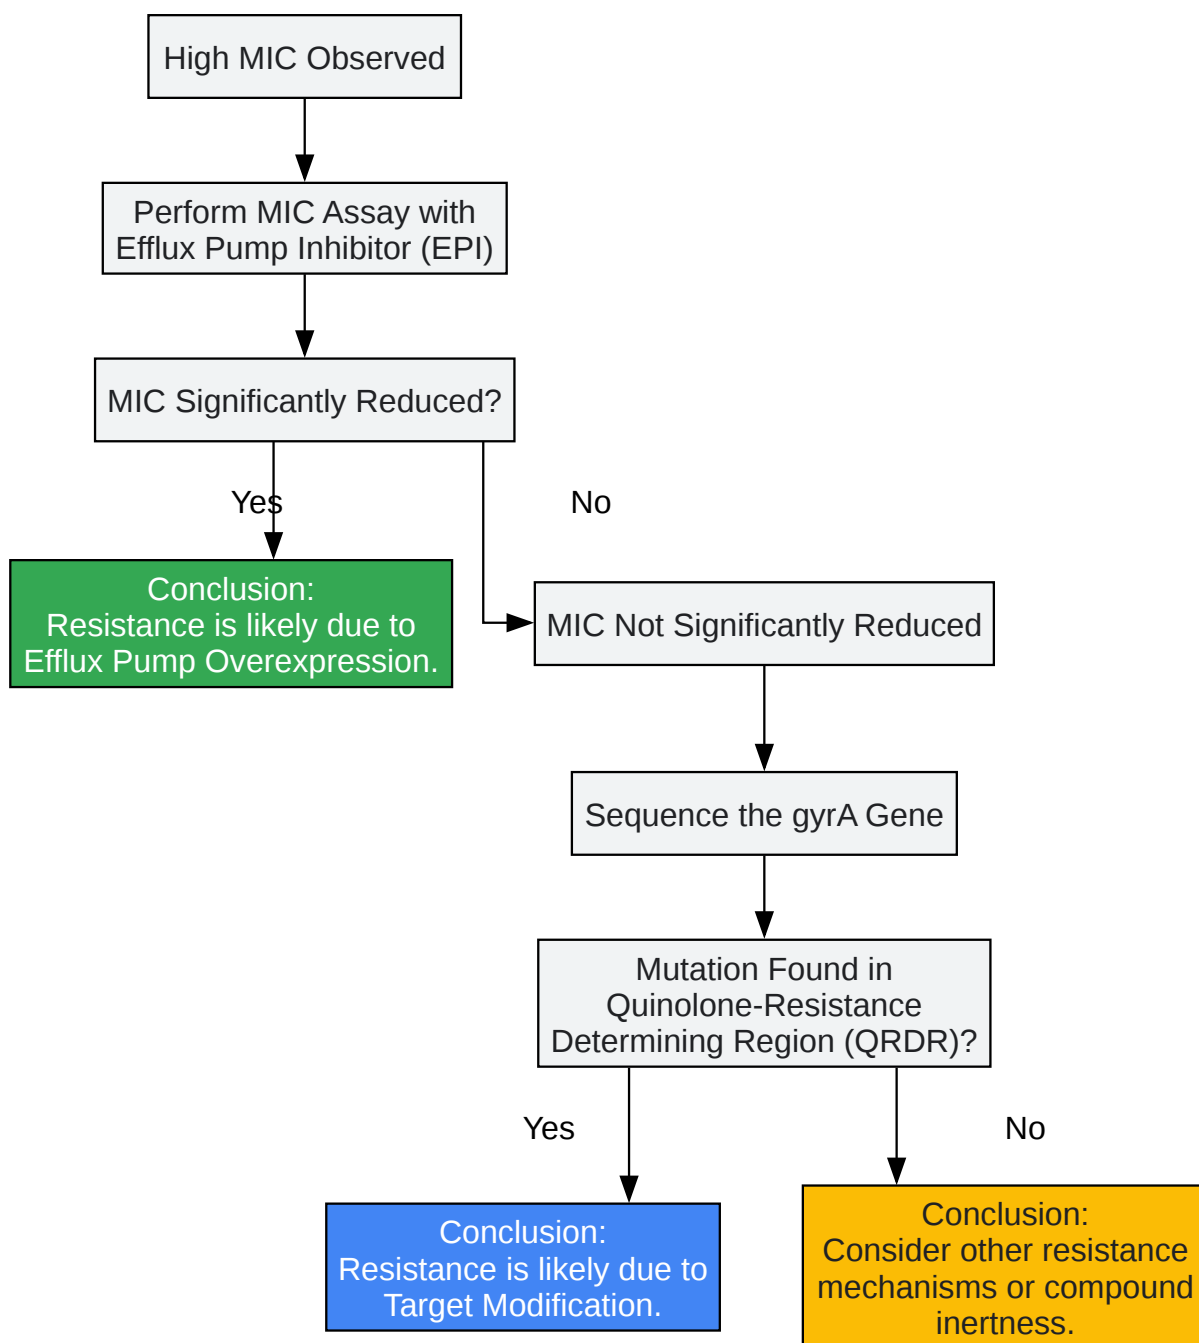 High MIC Observed
Perform MIC Assay with
Efflux Pump Inhibitor (EPI)
MIC Significantly Reduced?
Yes
No
Conclusion:
Resistance is likely due to
Efflux Pump Overexpression.
MIC Not Significantly Reduced
Sequence the gyrA Gene
Mutation Found in
Quinolone-Resistance
Determining Region (QRDR)?
Yes
No
Conclusion:
Resistance is likely due to
Target Modification.
Conclusion:
Consider other resistance
mechanisms or compound
inertness.